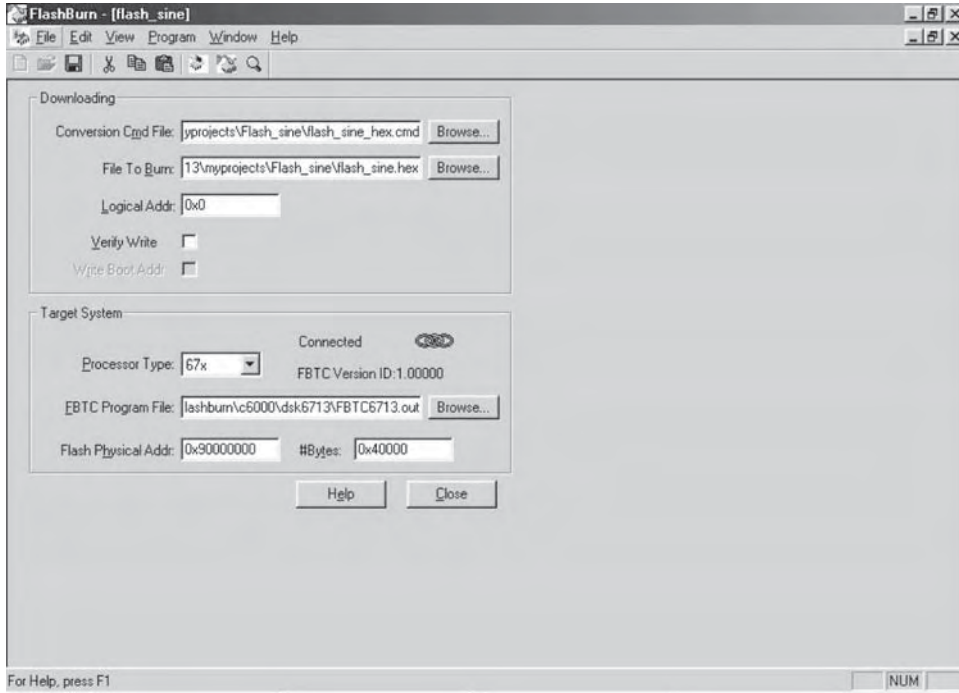 FlashBurn - [flash_sine]
File Edit View Program Window Help
Downloading
Conversion Cmd File: yprojects\Flash_sine\flash_sine_hex.cmd Browse...
File To Burn: 13\myprojects\Flash_sine\flash_sine.hex Browse...
Logical Addr: 0x0
Verify Write
Write Boot Addr
Target System
Connected
Processor Type: 67x
FBTC Version ID:1.00000
FBTC Program File: lashburn\c6000\dsk6713\FBTC6713.out Browse...
Flash Physical Addr: 0x90000000 #Bytes: 0x40000
Help Close
For Help, press F1 NUM